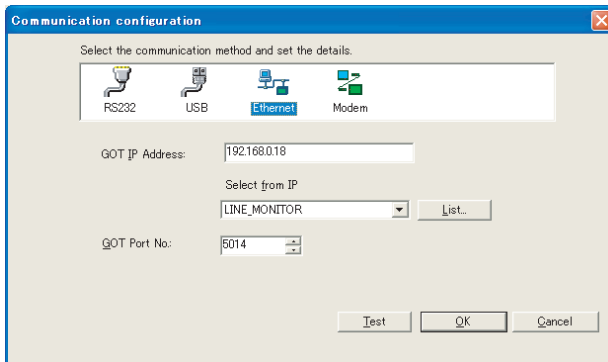 Communication configuration
Select the communication method and set the details.
RS232 USB Ethernet Modem
GOT IP Address: 192.168.0.18
Select from IP
LINE_MONITOR List...
GOT Port No.: 5014
Test OK Cancel